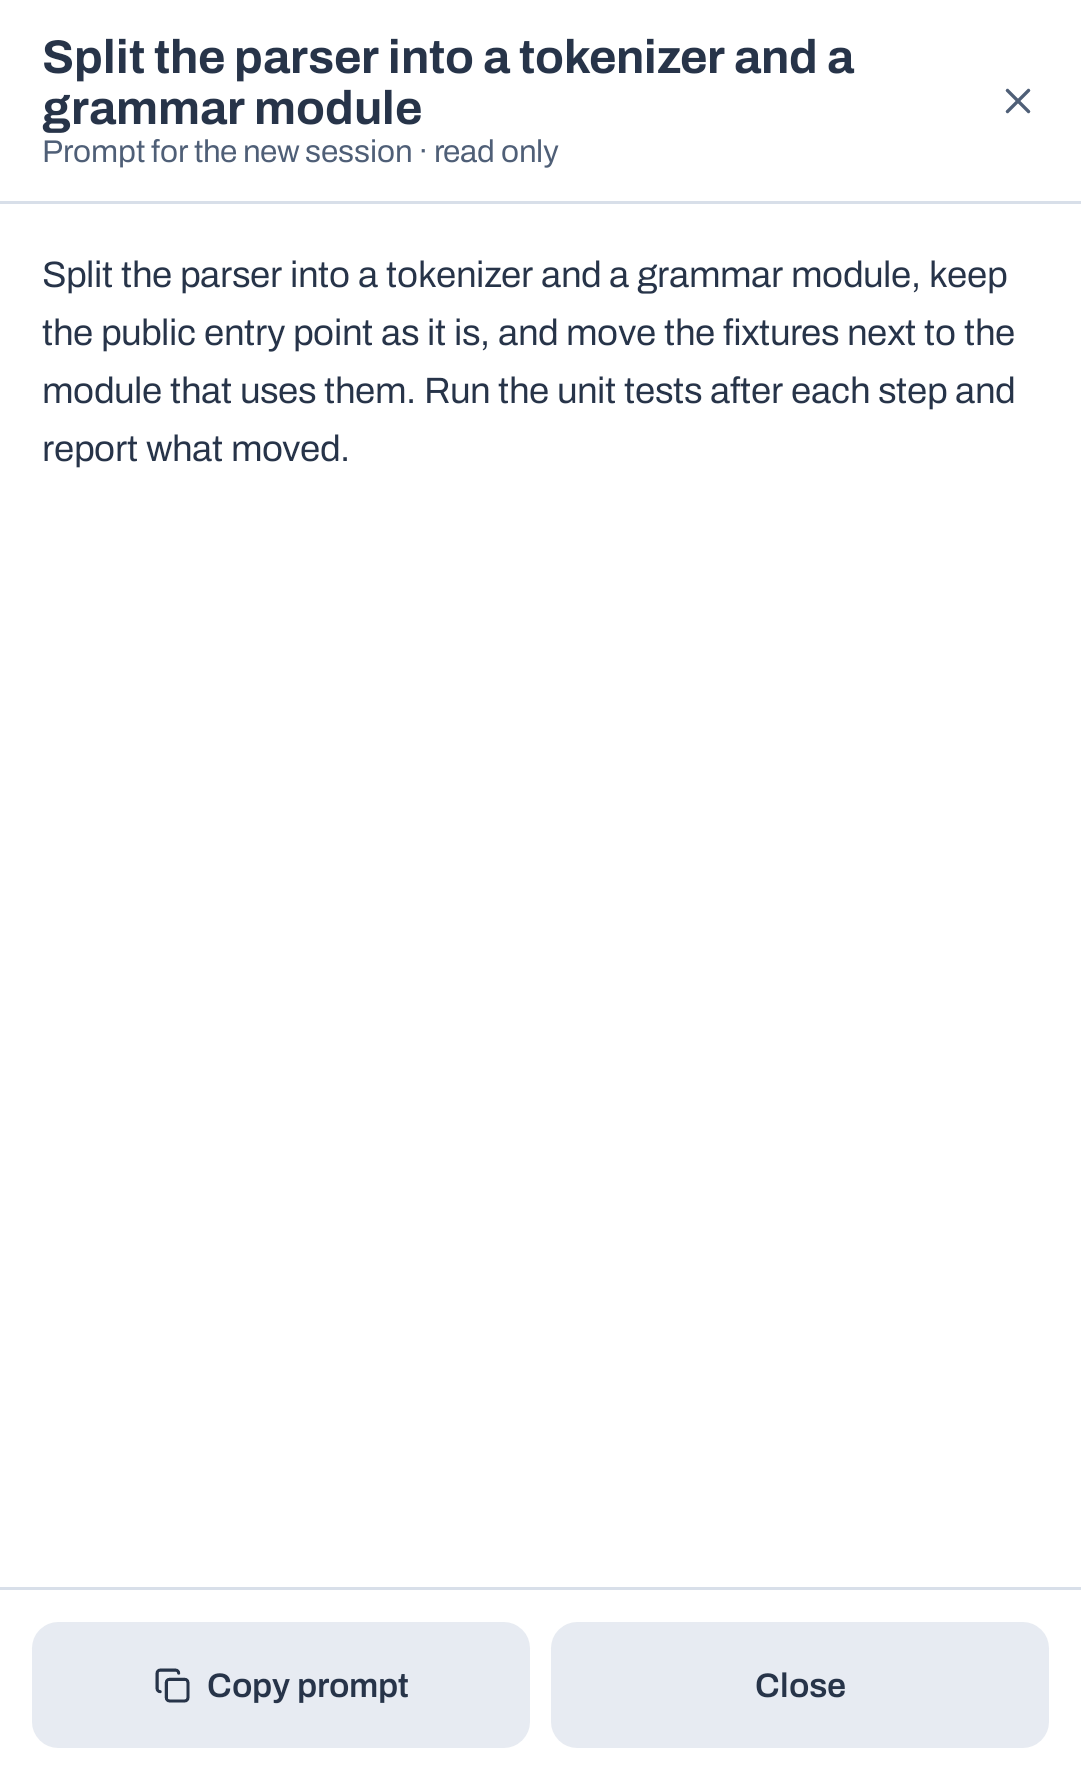 Split the parser into a tokenizer and a
grammar module
Prompt for the new session · read only
Split the parser into a tokenizer and a grammar module, keep
the public entry point as it is, and move the fixtures next to the
module that uses them. Run the unit tests after each step and
report what moved.
Copy prompt
Close